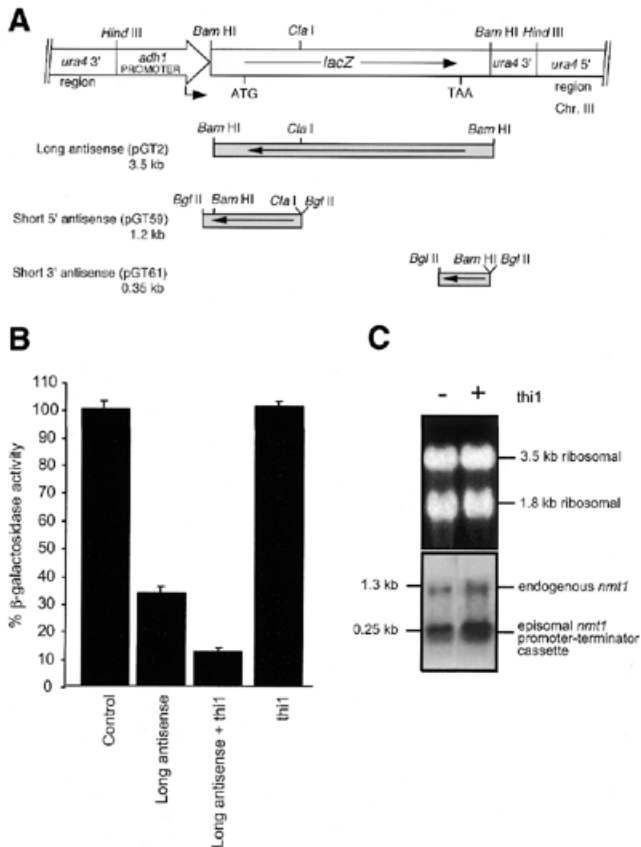 A
Hind III
Bam HI
Cla I
Bam HI Hind III
ura4 3'
adh1
PROMOTER
lacZ
ura4 3'
ura4 5'
region
ATG
TAA
region
Chr. III
Bam HI
Cla I
Bam HI
Long antisense (pGT2)
3.5 kb
Bgl II
Bam HI
Cla I
Bgl II
Short 5' antisense (pGT59)
1.2 kb
Bgl II
Bam HI
Bgl II
Short 3' antisense (pGT61)
0.35 kb
B
% β-galactosidase activity
110
100
90
80
70
60
50
40
30
20
10
0
Control
Long antisense
Long antisense + thi1
thi1
C
- + thi1
3.5 kb ribosomal
1.8 kb ribosomal
1.3 kb
endogenous nmt1
0.25 kb
episomal nmt1
promoter-terminator
cassette